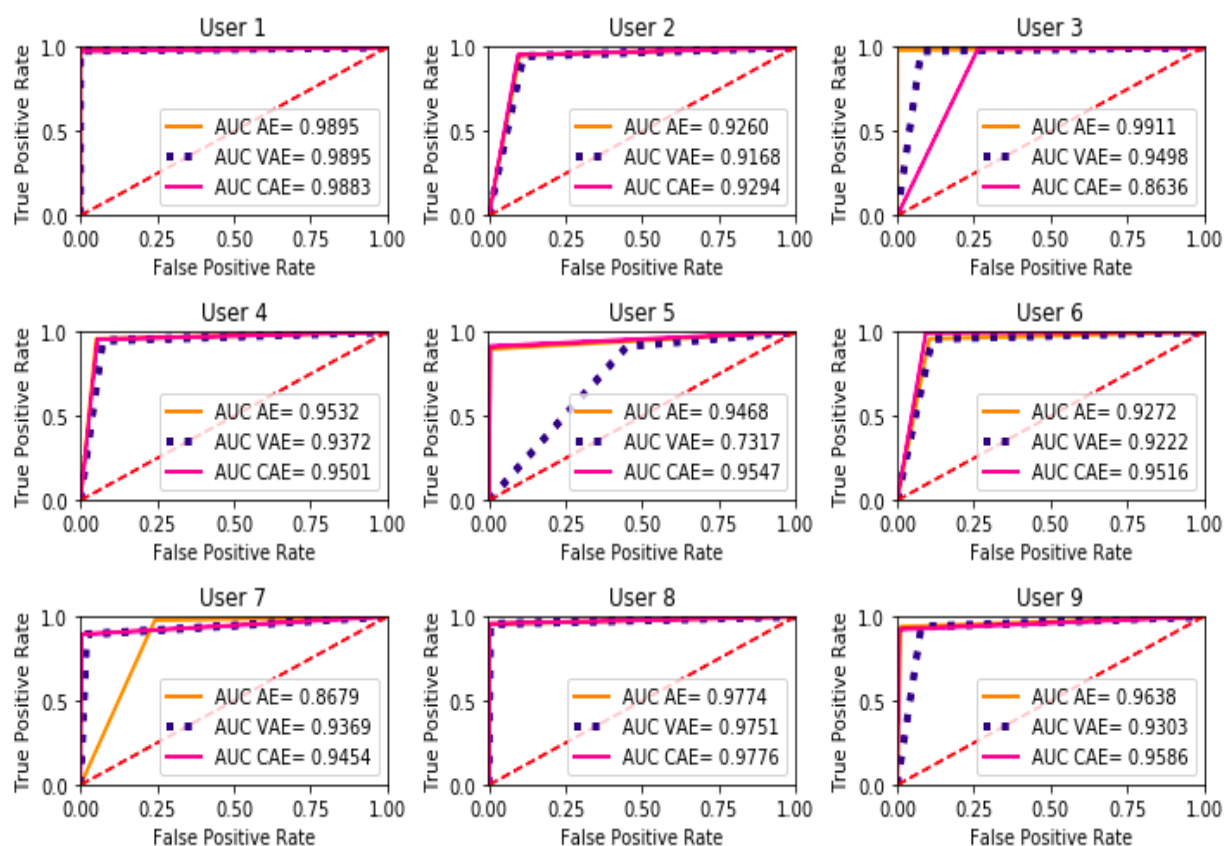 User 1
True Positive Rate
1.0
0.5
0.0
AUC AE= 0.9895
AUC VAE= 0.9895
AUC CAE= 0.9883
0.00 0.25 0.50 0.75 1.00
False Positive Rate
User 2
True Positive Rate
1.0
0.5
0.0
AUC AE= 0.9260
AUC VAE= 0.9168
AUC CAE= 0.9294
0.00 0.25 0.50 0.75 1.00
False Positive Rate
User 3
True Positive Rate
1.0
0.5
0.0
AUC AE= 0.9911
AUC VAE= 0.9498
AUC CAE= 0.8636
0.00 0.25 0.50 0.75 1.00
False Positive Rate
User 4
True Positive Rate
1.0
0.5
0.0
AUC AE= 0.9532
AUC VAE= 0.9372
AUC CAE= 0.9501
0.00 0.25 0.50 0.75 1.00
False Positive Rate
User 5
True Positive Rate
1.0
0.5
0.0
AUC AE= 0.9468
AUC VAE= 0.7317
AUC CAE= 0.9547
0.00 0.25 0.50 0.75 1.00
False Positive Rate
User 6
True Positive Rate
1.0
0.5
0.0
AUC AE= 0.9272
AUC VAE= 0.9222
AUC CAE= 0.9516
0.00 0.25 0.50 0.75 1.00
False Positive Rate
User 7
True Positive Rate
1.0
0.5
0.0
AUC AE= 0.8679
AUC VAE= 0.9369
AUC CAE= 0.9454
0.00 0.25 0.50 0.75 1.00
False Positive Rate
User 8
True Positive Rate
1.0
0.5
0.0
AUC AE= 0.9774
AUC VAE= 0.9751
AUC CAE= 0.9776
0.00 0.25 0.50 0.75 1.00
False Positive Rate
User 9
True Positive Rate
1.0
0.5
0.0
AUC AE= 0.9638
AUC VAE= 0.9303
AUC CAE= 0.9586
0.00 0.25 0.50 0.75 1.00
False Positive Rate